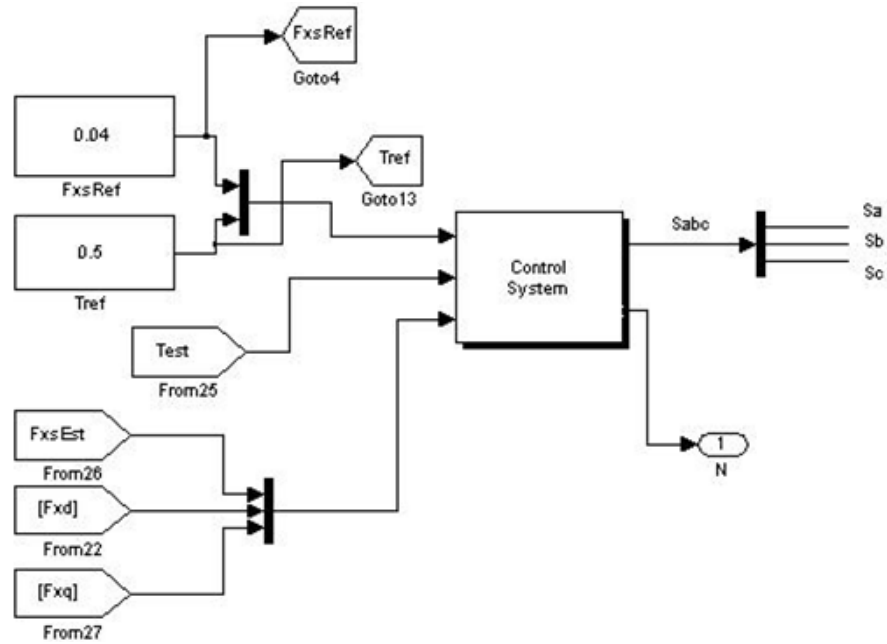 FxsRef
Goto4
0.04
FxsRef
Tref
Goto13
0.5
Tref
Control
System
Sabc
Sa
Sb
Sc
Test
From25
1
N
FxsEst
From26
[Fxd]
From22
[Fxq]
From27